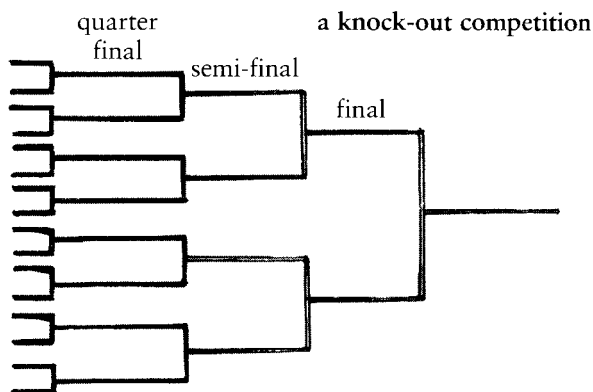 a knock-out competition
quarter
final
semi-final
final